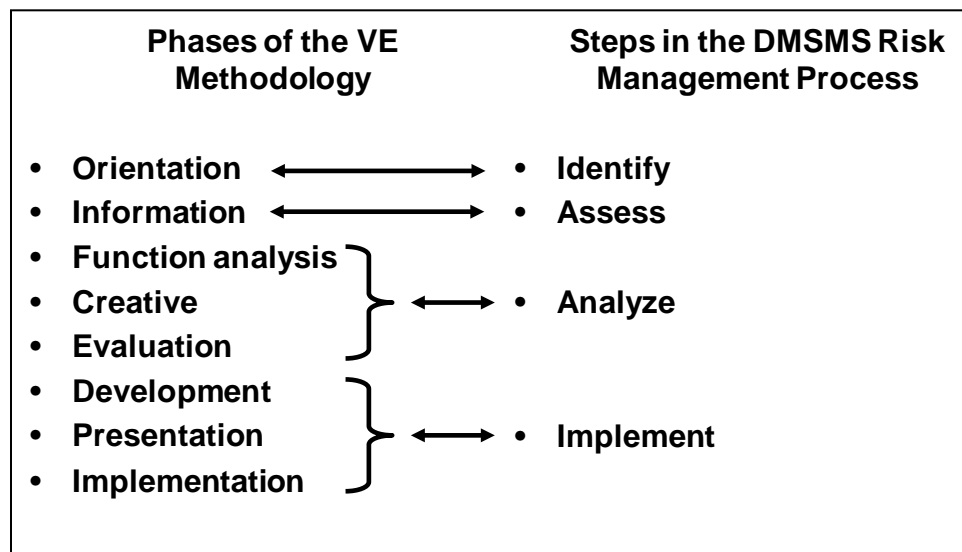 Phases of the VE
Methodology
Steps in the DMSMS Risk
Management Process
• Orientation
• Identify
• Information
• Assess
• Function analysis
• Creative
• Analyze
• Evaluation
• Development
• Presentation
• Implement
• Implementation